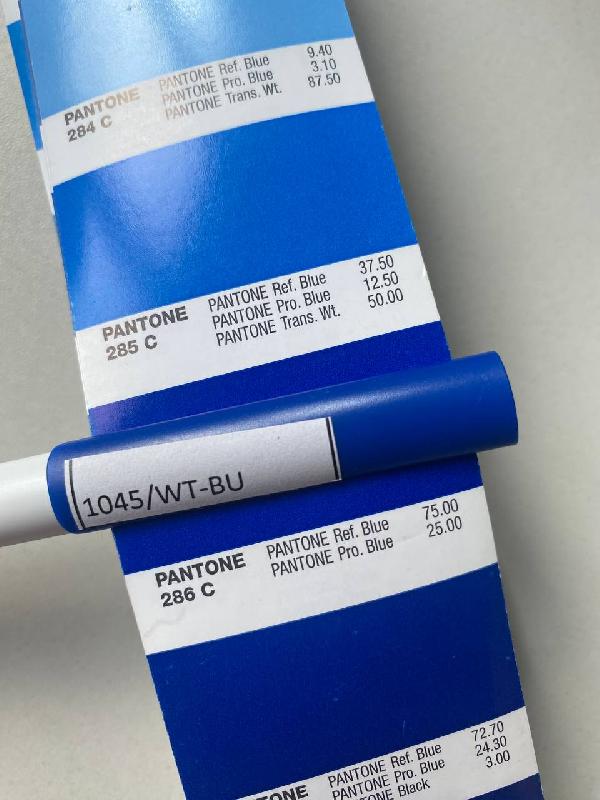 PANTONE
284 C
PANTONE Ref. Blue 9.40
PANTONE Pro. Blue 3.10
PANTONE Trans. Wt. 87.50
PANTONE
285 C
PANTONE Ref. Blue 37.50
PANTONE Pro. Blue 12.50
PANTONE Trans. Wt. 50.00
1045/WT-BU
PANTONE
286 C
PANTONE Ref. Blue 75.00
PANTONE Pro. Blue 25.00
PANTONE Ref. Blue 72.70
PANTONE Pro. Blue 24.30
Black 3.00